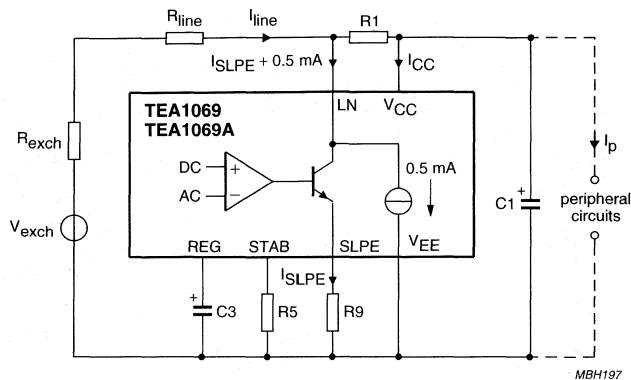 Rline
Iline
R1
ISLPE + 0.5 mA
ICC
LN
VCC
TEA1069
TEA1069A
Rexch
Ip
DC
+
AC
−
0.5 mA
+
C1
peripheral
circuits
Vexch
REG
STAB
SLPE
VEE
ISLPE
+
C3
R5
R9
MBH197